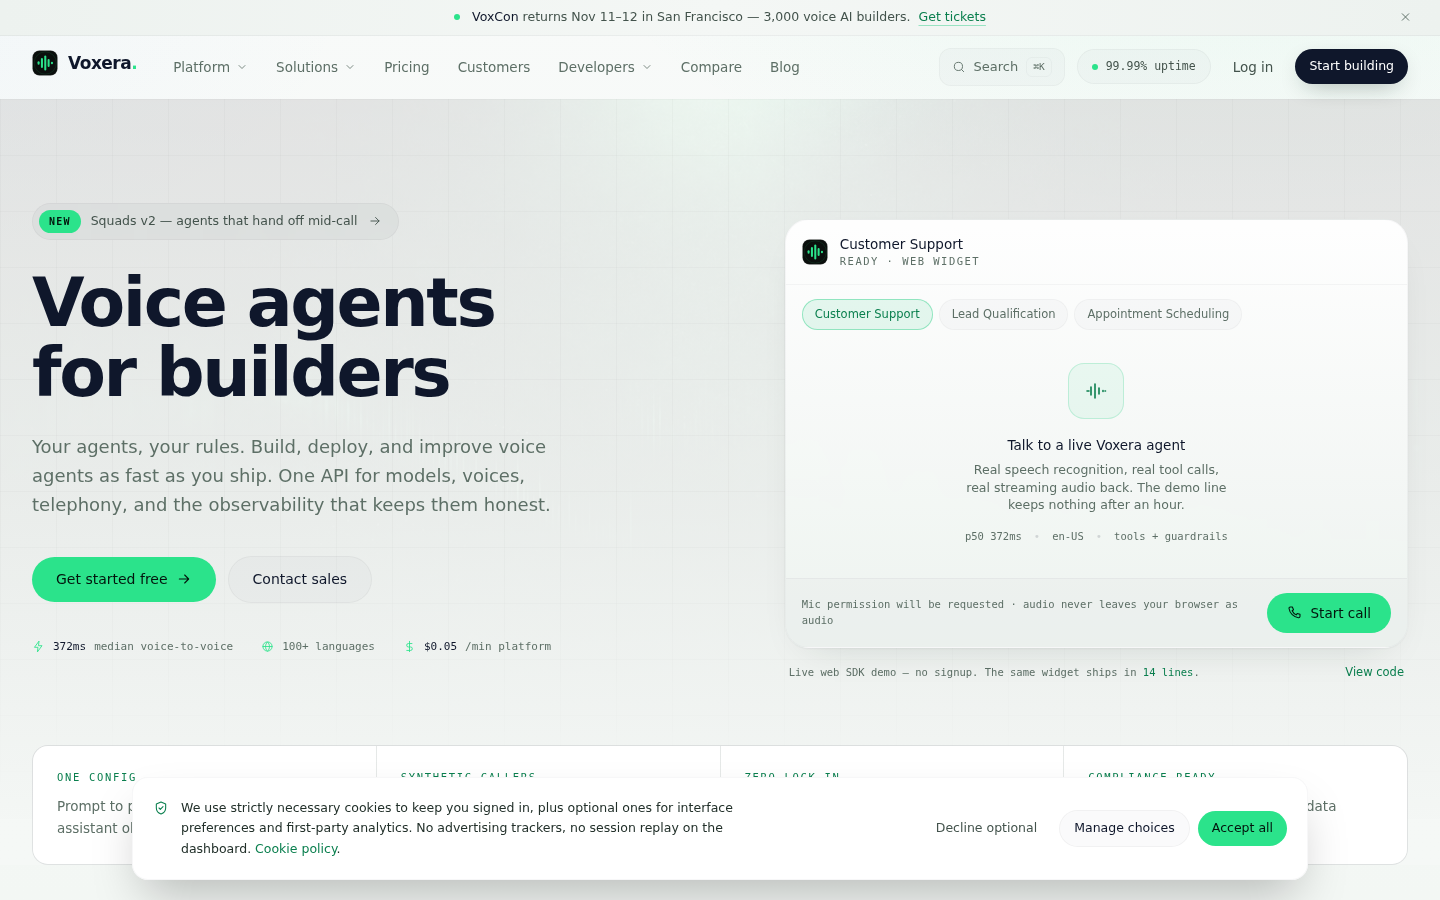 VoxCon returns Nov 11–12 in San Francisco — 3,000 voice AI builders. Get tickets
Voxera.
Platform
Solutions
Pricing
Customers
Developers
Compare
Blog
Search ⌘K
99.99% uptime
Log in
Start building
NEW Squads v2 — agents that hand off mid-call
Voice agents
for builders
Your agents, your rules. Build, deploy, and improve voice
agents as fast as you ship. One API for models, voices,
telephony, and the observability that keeps them honest.
Get started free
Contact sales
372ms median voice-to-voice
100+ languages
$0.05 /min platform
Customer Support
READY · WEB WIDGET
Customer Support
Lead Qualification
Appointment Scheduling
Talk to a live Voxera agent
Real speech recognition, real tool calls,
real streaming audio back. The demo line
keeps nothing after an hour.
p50 372ms • en-US • tools + guardrails
Mic permission will be requested · audio never leaves your browser as
audio
Start call
Live web SDK demo — no signup. The same widget ships in 14 lines.
View code
ONE CONFIG
SYNTHETIC CALLERS
ZERO LOCK-IN
COMPLIANCE READY
Prompt to
data
We use strictly necessary cookies to keep you signed in, plus optional ones for interface
preferences and first-party analytics. No advertising trackers, no session replay on the
dashboard. Cookie policy.
Decline optional
Manage choices
Accept all